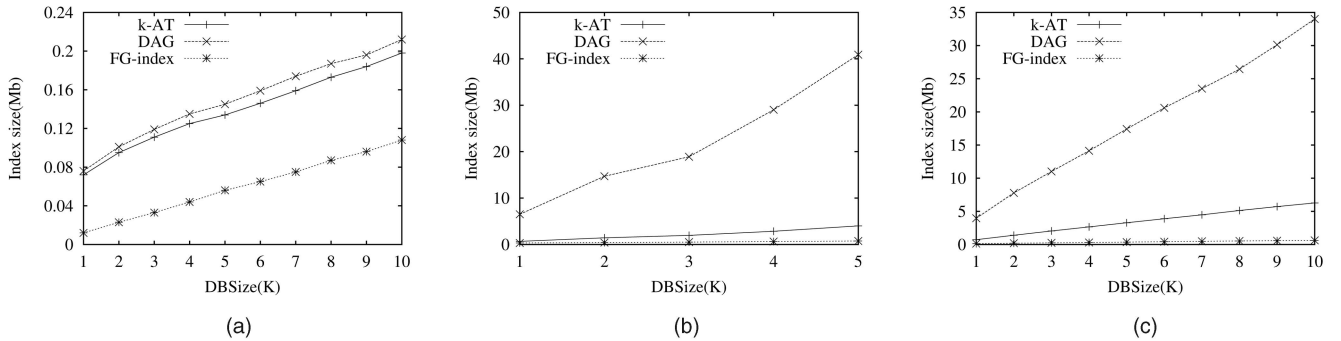 0.24
0.2
0.16
0.12
0.08
0.04
0
Index size(Mb)
k-AT
DAG
FG-index
1 2 3 4 5 6 7 8 9 10
DBSize(K)
(a)
50
40
30
20
10
0
Index size(Mb)
k-AT
DAG
FG-index
1 2 3 4 5
DBSize(K)
(b)
35
30
25
20
15
10
5
0
Index size(Mb)
k-AT
DAG
FG-index
1 2 3 4 5 6 7 8 9 10
DBSize(K)
(c)